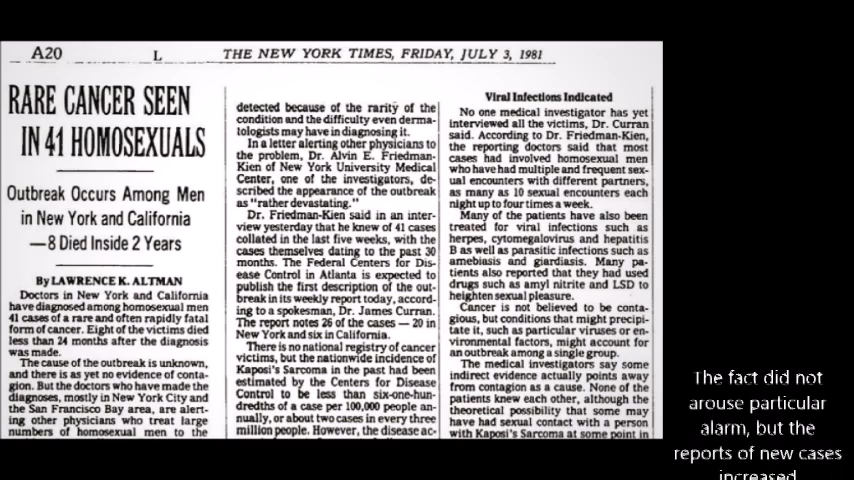 A20
L
THE NEW YORK TIMES, FRIDAY, JULY 3, 1981
RARE CANCER SEEN
IN 41 HOMOSEXUALS
Outbreak Occurs Among Men
in New York and California
—8 Died Inside 2 Years
By LAWRENCE K. ALTMAN
Doctors in New York and California
have diagnosed among homosexual men
41 cases of a rare and often rapidly fatal
form of cancer. Eight of the victims died
less than 24 months after the diagnosis
was made.
The cause of the outbreak is unknown,
and there is as yet no evidence of conta-
gion. But the doctors who have made the
diagnoses, mostly in New York City and
the San Francisco Bay area, are alert-
ing other physicians who treat large
numbers of homosexual men to the
detected because of the rarity of the
condition and the difficulty even derma-
tologists may have in diagnosing it.
In a letter alerting other physicians to
the problem, Dr. Alvin E. Friedman-
Kien of New York University Medical
Center, one of the investigators, de-
scribed the appearance of the outbreak
as "rather devastating."
Dr. Friedman-Kien said in an inter-
view yesterday that he knew of 41 cases
collated in the last five weeks, with the
cases themselves dating to the past 30
months. The Federal Centers for Dis-
ease Control in Atlanta is expected to
publish the first description of the out-
break in its weekly report today, accord-
ing to a spokesman, Dr. James Curran.
The report notes 26 of the cases — 20 in
New York and six in California.
There is no national registry of cancer
victims, but the nationwide incidence of
Kaposi's Sarcoma in the past had been
estimated by the Centers for Disease
Control to be less than six-one-hun-
dredths of a case per 100,000 people an-
nually, or about two cases in every three
million people. However, the disease ac-
Viral Infections Indicated
No one medical investigator has yet
interviewed all the victims, Dr. Curran
said. According to Dr. Friedman-Kien,
the reporting doctors said that most
cases had involved homosexual men
who have had multiple and frequent sex-
ual encounters with different partners,
as many as 10 sexual encounters each
night up to four times a week.
Many of the patients have also been
treated for viral infections such as
herpes, cytomegalovirus and hepatitis
B as well as parasitic infections such as
amebiasis and giardiasis. Many pa-
tients also reported that they had used
drugs such as amyl nitrite and LSD to
heighten sexual pleasure.
Cancer is not believed to be conta-
gious, but conditions that might precipi-
tate it, such as particular viruses or en-
vironmental factors, might account for
an outbreak among a single group.
The medical investigators say some
indirect evidence actually points away
from contagion as a cause. None of the
patients knew each other, although the
theoretical possibility that some may
have had sexual contact with a person
with Kaposi's Sarcoma at some point in
The fact did not
arouse particular
alarm, but the
reports of new cases
increased